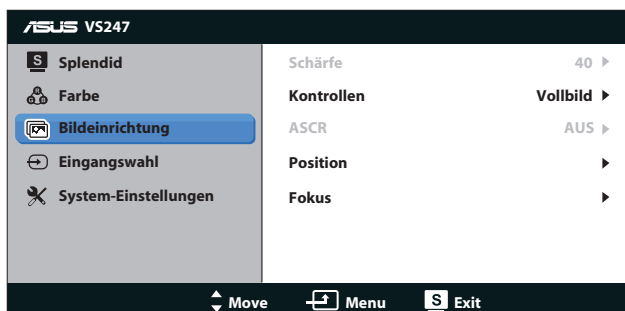 ASUS VS247
S Splendid
Farbe
Bildeinrichtung
Eingangswahl
System-Einstellungen
Schärfe 40
Kontrollen Vollbild
ASCR AUS
Position
Fokus
Move Menu S Exit